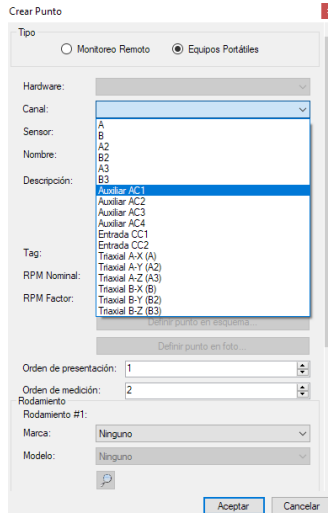 Crear Punto
Tipo
Monitoreo Remoto Equipos Portátiles
Hardware:
Canal:
Sensor:
Nombre:
Descripción:
A
B
A2
B2
A3
B3
Auxiliar AC1
Auxiliar AC2
Auxiliar AC3
Auxiliar AC4
Entrada CC1
Entrada CC2
Triaxial A-X (A)
Triaxial A-Y (A2)
Triaxial A-Z (A3)
Triaxial B-X (B)
Triaxial B-Y (B2)
Triaxial B-Z (B3)
Tag:
RPM Nominal:
RPM Factor:
Definir punto en esquema...
Definir punto en foto...
Orden de presentación: 1
Orden de medición: 2
Rodamiento
Rodamiento #1:
Marca: Ninguno
Modelo: Ninguno
Aceptar Cancelar